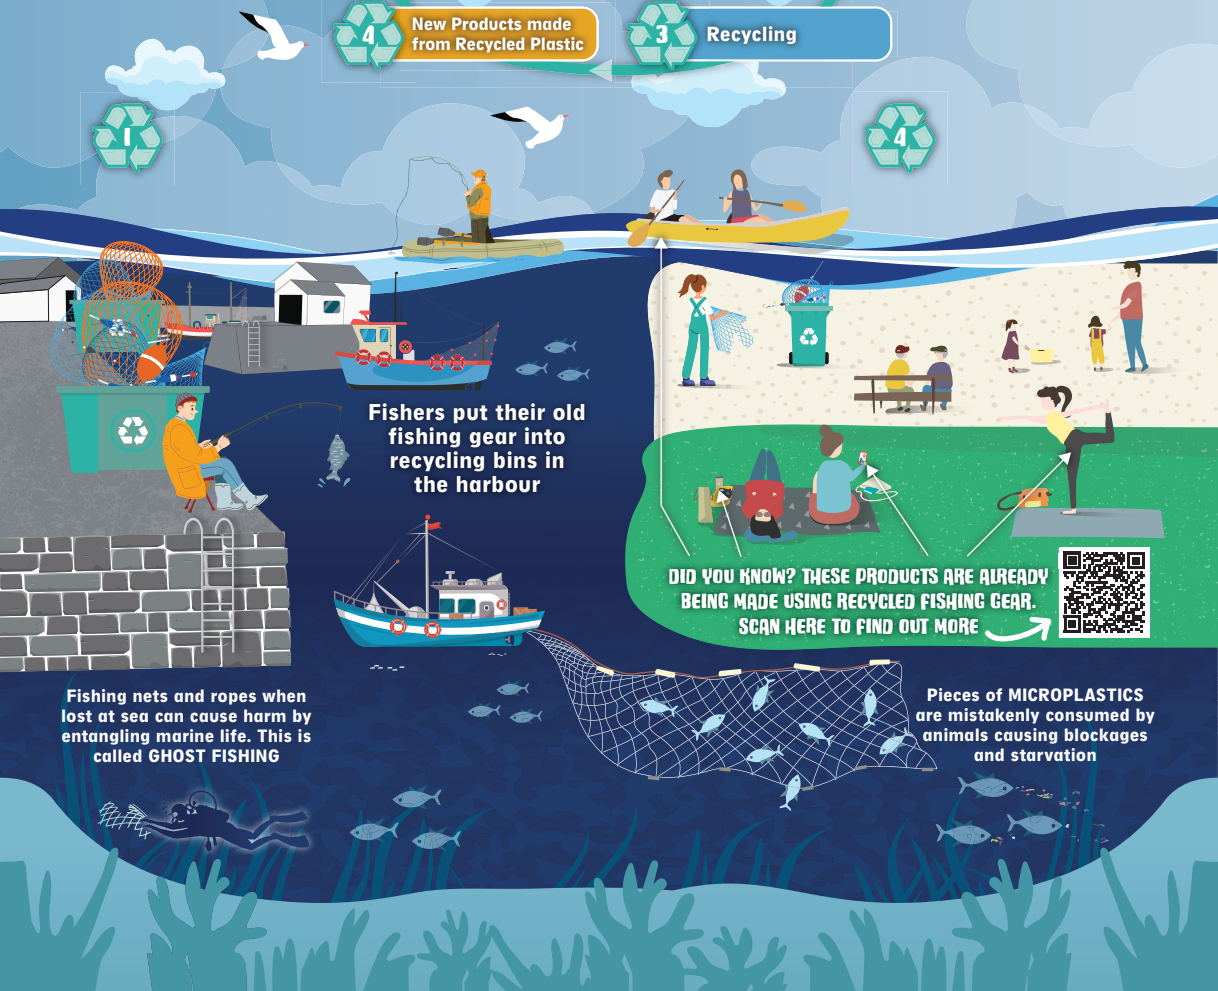 4
New Products made
from Recycled Plastic
3
Recycling
1
4
Fishers put their old
fishing gear into
recycling bins in
the harbour
DID YOU KNOW? THESE PRODUCTS ARE ALREADY
BEING MADE USING RECYCLED FISHING GEAR.
SCAN HERE TO FIND OUT MORE
Fishing nets and ropes when
lost at sea can cause harm by
entangling marine life. This is
called GHOST FISHING
Pieces of MICROPLASTICS
are mistakenly consumed by
animals causing blockages
and starvation